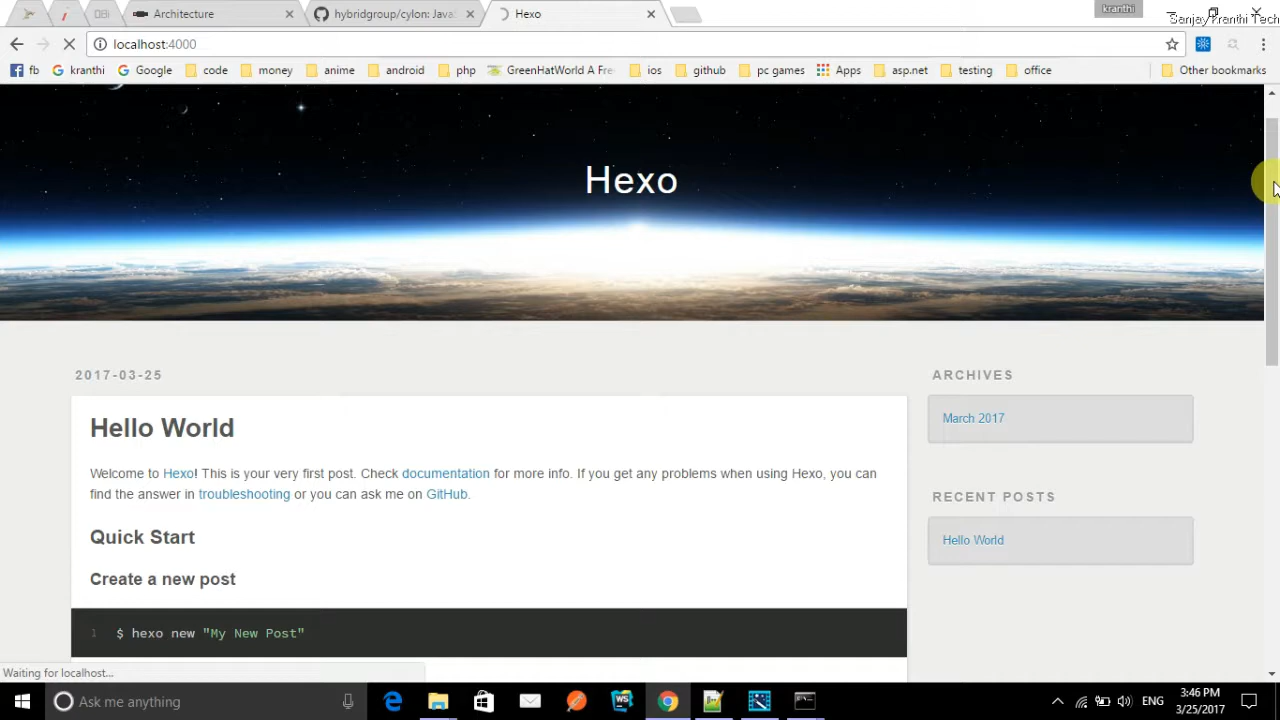 Architecture
hybridgroup/cylon: Java
Hexo
kranthi
Sanjay kranthi Tech
localhost:4000
fb
kranthi
Google
code
money
anime
android
php
GreenHatWorld A Fre
ios
github
pc games
Apps
asp.net
testing
office
Other bookmarks
Hexo
2017-03-25
ARCHIVES
March 2017
Hello World
Welcome to Hexo! This is your very first post. Check documentation for more info. If you get any problems when using Hexo, you can
find the answer in troubleshooting or you can ask me on GitHub.
RECENT POSTS
Hello World
Quick Start
Create a new post
1 $ hexo new "My New Post"
Waiting for localhost...
Ask me anything
WS
ENG
3:46 PM
3/25/2017